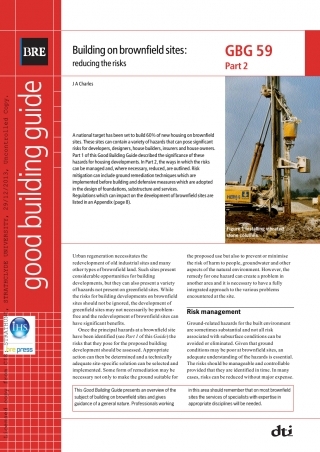 BRE
Building on brownfield sites:
reducing the risks
GBG 59
Part 2
J A Charles
good building guide
A national target has been set to build 60% of new housing on brownfield
sites. These sites can contain a variety of hazards that can pose significant
risks for developers, designers, house builders, insurers and house owners.
Part 1 of this Good Building Guide described the significance of these
hazards for housing developments. In Part 2, the ways in which the risks
can be managed and, where necessary, reduced, are outlined. Risk
mitigation can include ground remediation techniques which are
implemented before building and defensive measures which are adopted
in the design of foundations, substructure and services.
Regulations which can impact on the development of brownfield sites are
listed in an Appendix (page 8).
Figure 1 Installing vibrated
stone columns
Urban regeneration necessitates the
redevelopment of old industrial sites and many
other types of brownfield land. Such sites present
considerable opportunities for building
developments, but they can also present a variety
of hazards not present on greenfield sites. While
the risks for building developments on brownfield
sites should not be ignored, the development of
greenfield sites may not necessarily be problem-
free and the redevelopment of brownfield sites can
have significant benefits.
Once the principal hazards at a brownfield site
have been identified (see Part 1 of this Guide) the
risks that they pose for the proposed building
development should be assessed. Appropriate
action can then be determined and a technically
adequate site-specific solution can be selected and
implemented. Some form of remediation may be
necessary not only to make the ground suitable for
the proposed use but also to prevent or minimise
the risk of harm to people, groundwater and other
aspects of the natural environment. However, the
remedy for one hazard can create a problem in
another area and it is necessary to have a fully
integrated approach to the various problems
encountered at the site.
Risk management
Ground-related hazards for the built environment
are sometimes substantial and not all risk
associated with subsurface conditions can be
avoided or eliminated. Given that ground
conditions may be poor at brownfield sites, an
adequate understanding of the hazards is essential.
The risks should be manageable and controllable
provided that they are identified in time. In many
cases, risks can be reduced without major expense.
This Good Building Guide presents an overview of the
subject of building on brownfield sites and gives
guidance of a general nature. Professionals working
in this area should remember that on most brownfield
sites the services of specialists with expertise in
appropriate disciplines will be needed.
IHS
brepress
dti
STRATHCLYDE UNIVERSITY, 29/11/2013, Uncontrolled Copy,